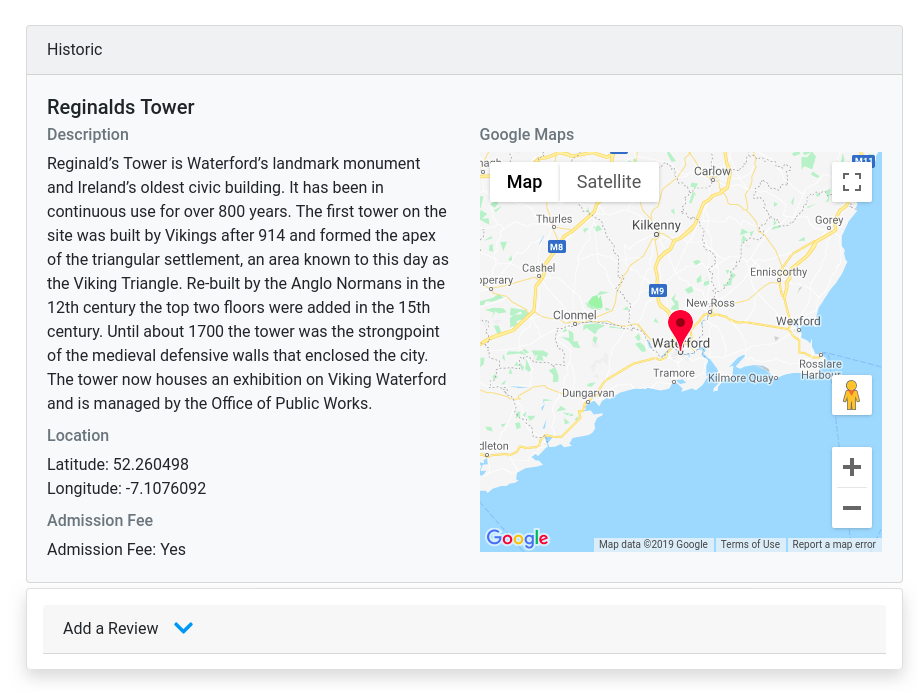 Historic
Reginalds Tower
Description
Reginald’s Tower is Waterford’s landmark monument
and Ireland’s oldest civic building. It has been in
continuous use for over 800 years. The first tower on the
site was built by Vikings after 914 and formed the apex
of the triangular settlement, an area known to this day as
the Viking Triangle. Re-built by the Anglo Normans in the
12th century the top two floors were added in the 15th
century. Until about 1700 the tower was the strongpoint
of the medieval defensive walls that enclosed the city.
The tower now houses an exhibition on Viking Waterford
and is managed by the Office of Public Works.
Location
Latitude: 52.260498
Longitude: -7.1076092
Admission Fee
Admission Fee: Yes
Google Maps
Map Satellite
Carlow
Thurles
Kilkenny
Gorey
M8
Cashel
Enniscorthy
pperary
M9
New Ross
Clonmel
Wexford
Waterford
Tramore
Kilmore Quay
Rosslare
Harbour
Dungarvan
dleton
Google
Map data ©2019 Google
Terms of Use
Report a map error
Add a Review